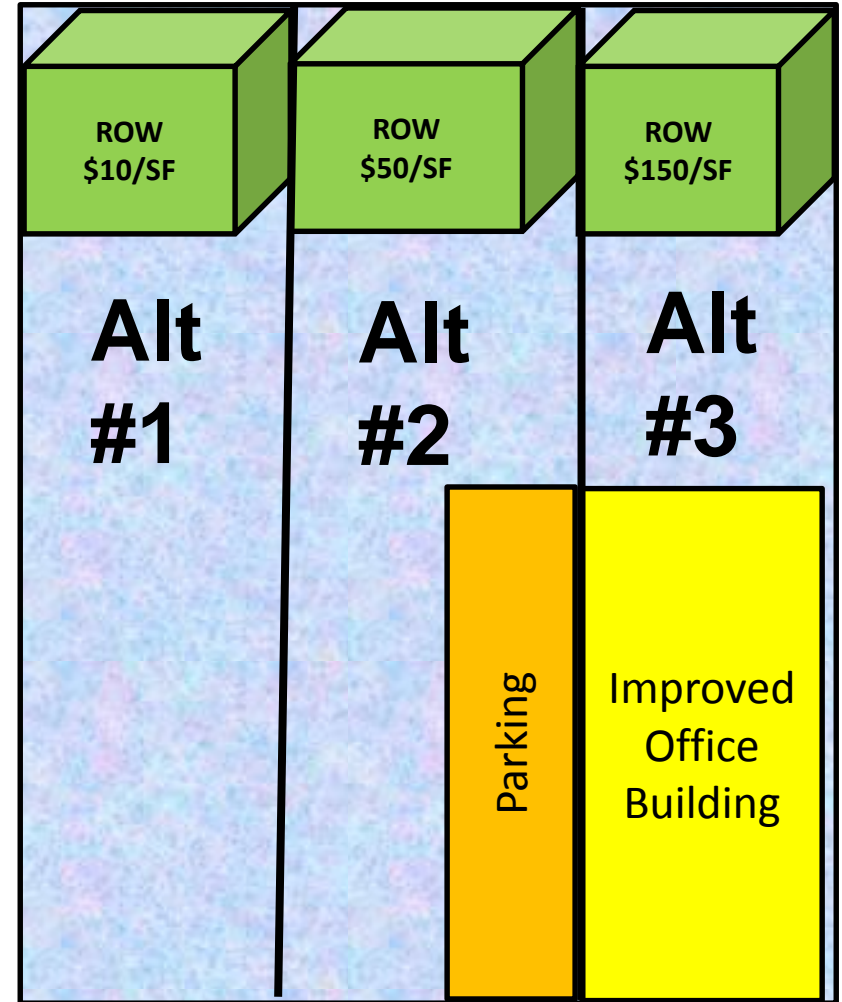 ROW
$10/SF
ROW
$50/SF
ROW
$150/SF
Alt
#1
Alt
#2
Alt
#3
Parking
Improved
Office
Building